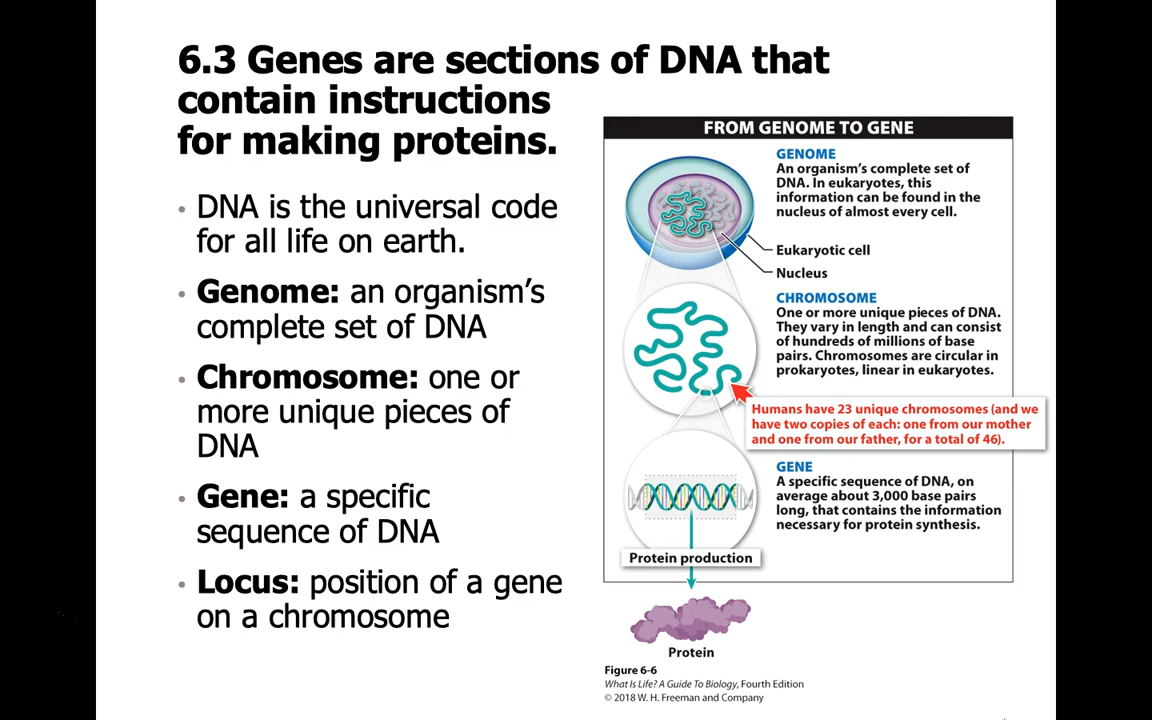 6.3 Genes are sections of DNA that
contain instructions
for making proteins.
• DNA is the universal code
for all life on earth.
• Genome: an organism’s
complete set of DNA
• Chromosome: one or
more unique pieces of
DNA
• Gene: a specific
sequence of DNA
• Locus: position of a gene
on a chromosome
FROM GENOME TO GENE
GENOME
An organism’s complete set of
DNA. In eukaryotes, this
information can be found in the
nucleus of almost every cell.
Eukaryotic cell
Nucleus
CHROMOSOME
One or more unique pieces of DNA.
They vary in length and can consist
of hundreds of millions of base
pairs. Chromosomes are circular in
prokaryotes, linear in eukaryotes.
Humans have 23 unique chromosomes (and we
have two copies of each: one from our mother
and one from our father, for a total of 46).
GENE
A specific sequence of DNA, on
average about 3,000 base pairs
long, that contains the information
necessary for protein synthesis.
Protein production
Protein
Figure 6-6
What Is Life? A Guide To Biology, Fourth Edition
© 2018 W. H. Freeman and Company